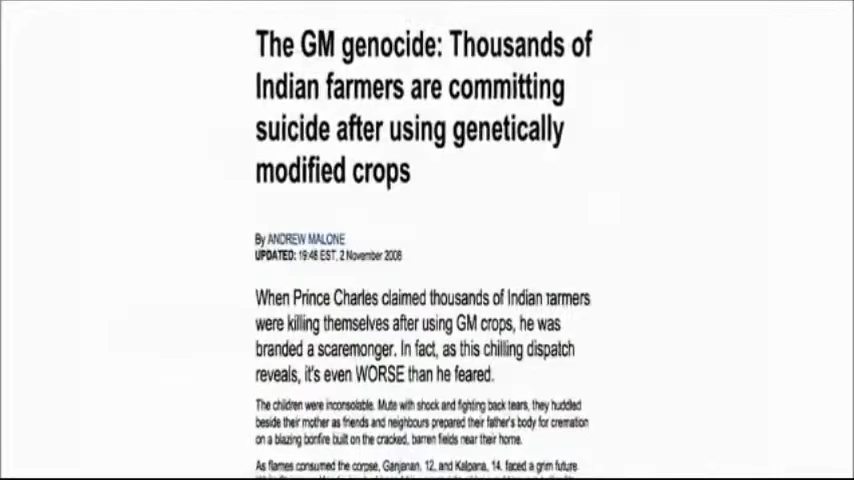 The GM genocide: Thousands of
Indian farmers are committing
suicide after using genetically
modified crops
By ANDREW MALONE
UPDATED: 19:48 EST, 2 November 2008
When Prince Charles claimed thousands of Indian farmers
were killing themselves after using GM crops, he was
branded a scaremonger. In fact, as this chilling dispatch
reveals, it's even WORSE than he feared.
The children were inconsolable. Mute with shock and fighting back tears, they huddled
beside their mother as friends and neighbours prepared their father's body for cremation
on a blazing bonfire built on the cracked, barren fields near their home.
As flames consumed the corpse, Ganjanan, 12, and Kalpana, 14, faced a grim future.